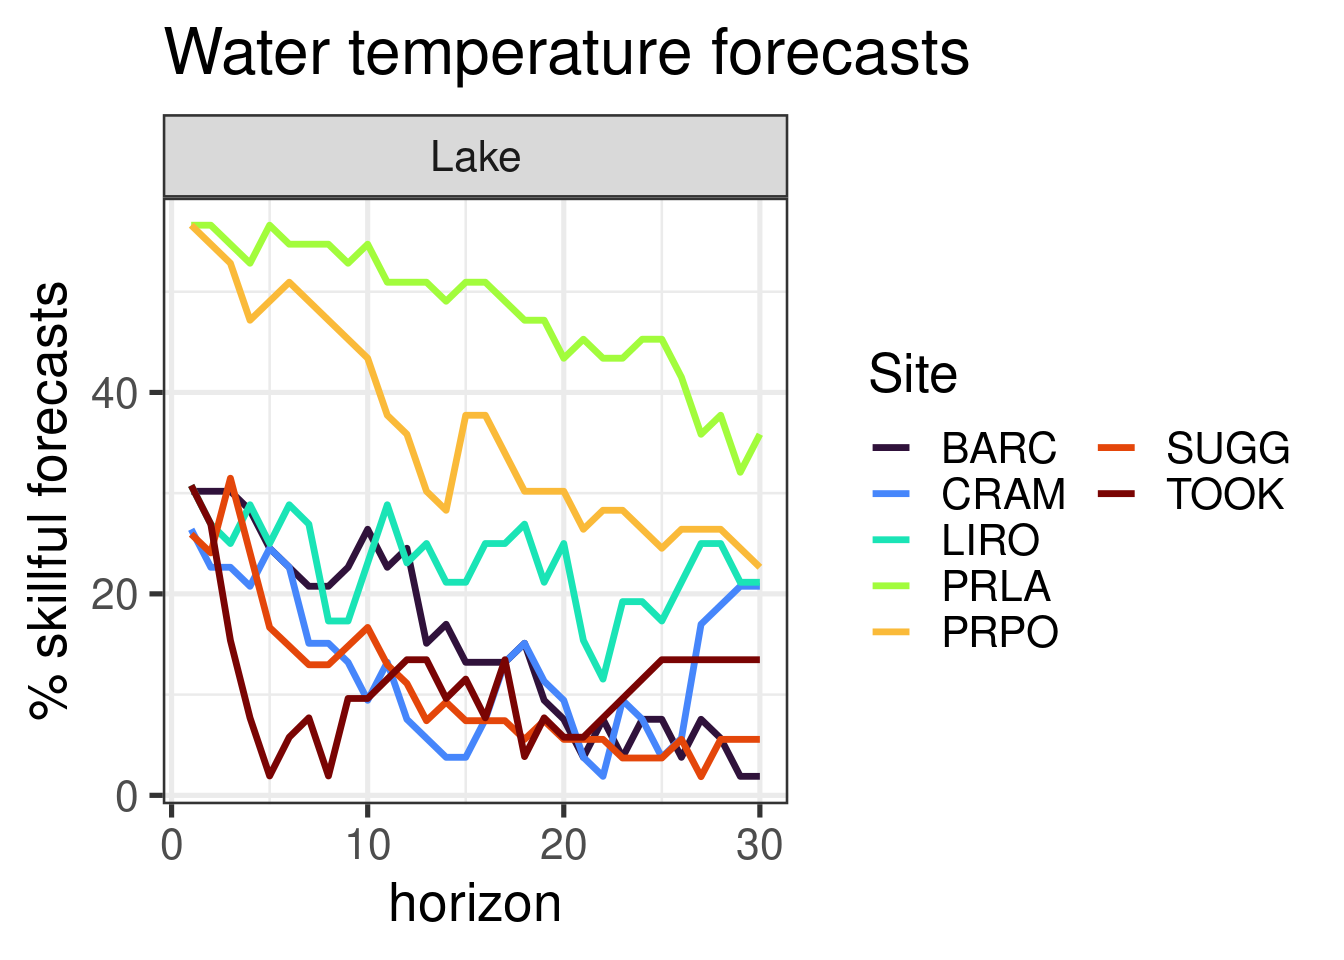 Water temperature forecasts
Lake
% skillful forecasts
40
20
0
0 10 20 30
horizon
Site
BARC SUGG
CRAM TOOK
LIRO
PRLA
PRPO